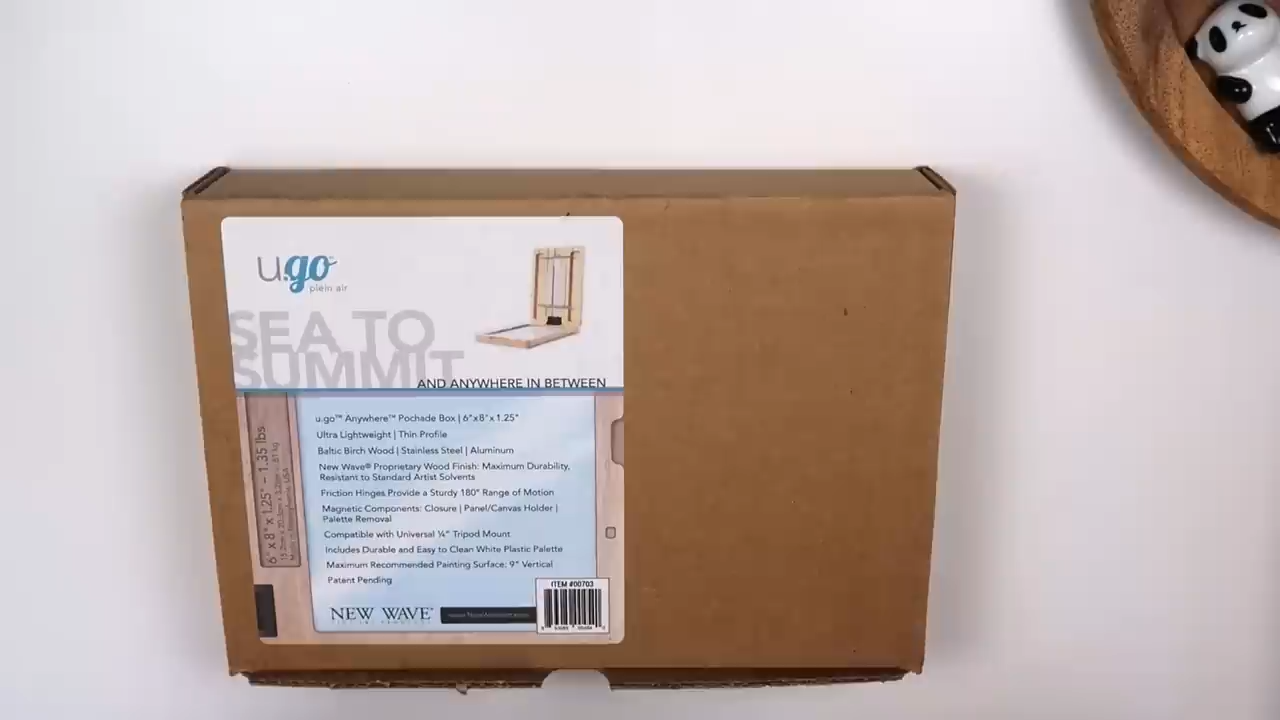 u.go™
plein air
SEA TO
SUMMIT
AND ANYWHERE IN BETWEEN
u.go™ Anywhere™ Pochade Box | 6"x8"x1.25"
Ultra Lightweight | Thin Profile
Baltic Birch Wood | Stainless Steel | Aluminum
New Wave® Proprietary Wood Finish: Maximum Durability,
Resistant to Standard Artist Solvents
Friction Hinges Provide a Sturdy 180° Range of Motion
Magnetic Components: Closure | Panel/Canvas Holder |
Palette Removal
Compatible with Universal ¼" Tripod Mount
Includes Durable and Easy to Clean White Plastic Palette
Maximum Recommended Painting Surface: 9" Vertical
Patent Pending
6" x 8" x 1.25" – 1.35 lbs
ITEM #00703
NEW WAVE™